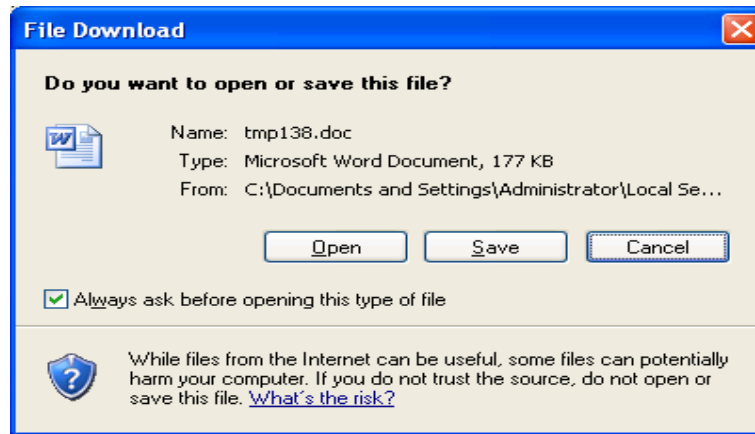 File Download
Do you want to open or save this file?
Name: tmp138.doc
Type: Microsoft Word Document, 177 KB
From: C:\Documents and Settings\Administrator\Local Se...
Open Save Cancel
Always ask before opening this type of file
While files from the Internet can be useful, some files can potentially
harm your computer. If you do not trust the source, do not open or
save this file. What's the risk?